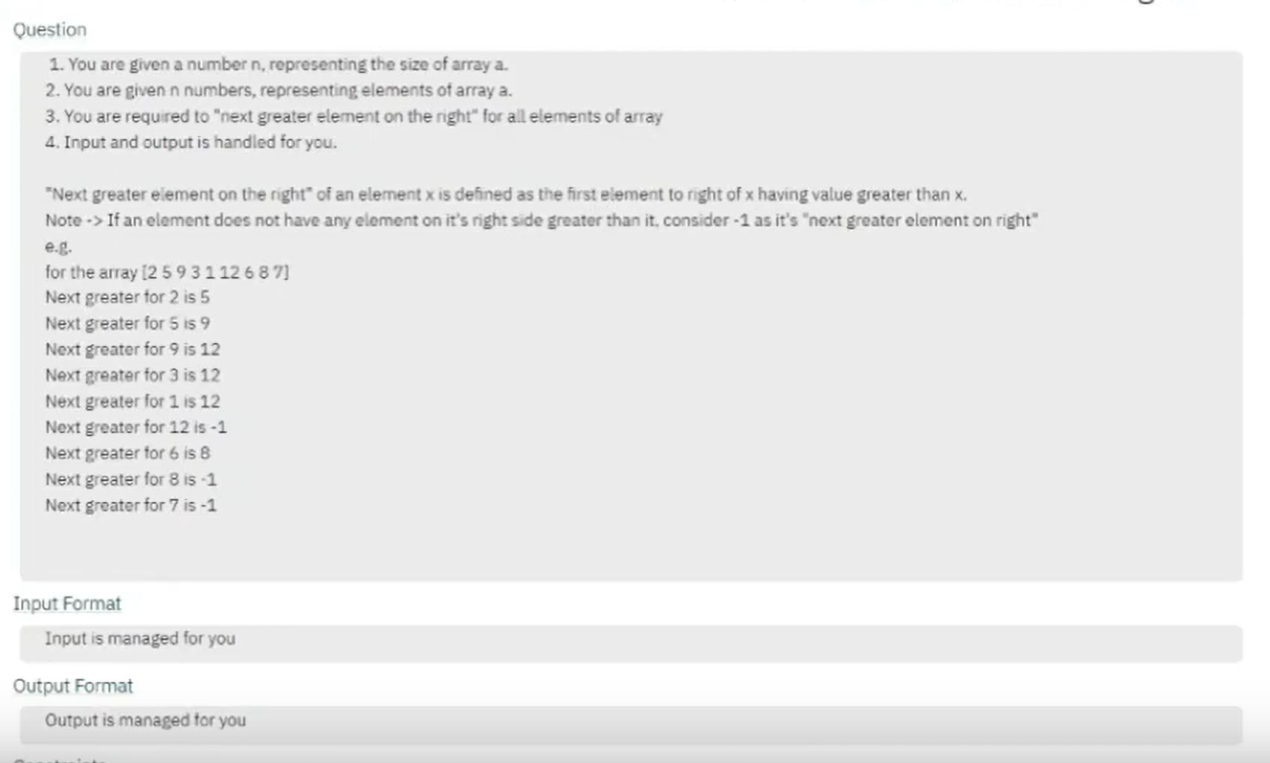 Question
1. You are given a number n, representing the size of array a.
2. You are given n numbers, representing elements of array a.
3. You are required to "next greater element on the right" for all elements of array
4. Input and output is handled for you.
"Next greater element on the right" of an element x is defined as the first element to right of x having value greater than x.
Note -> If an element does not have any element on it's right side greater than it, consider -1 as it's "next greater element on right"
e.g.
for the array [2 5 9 3 1 12 6 8 7]
Next greater for 2 is 5
Next greater for 5 is 9
Next greater for 9 is 12
Next greater for 3 is 12
Next greater for 1 is 12
Next greater for 12 is -1
Next greater for 6 is 8
Next greater for 8 is -1
Next greater for 7 is -1
Input Format
Input is managed for you
Output Format
Output is managed for you